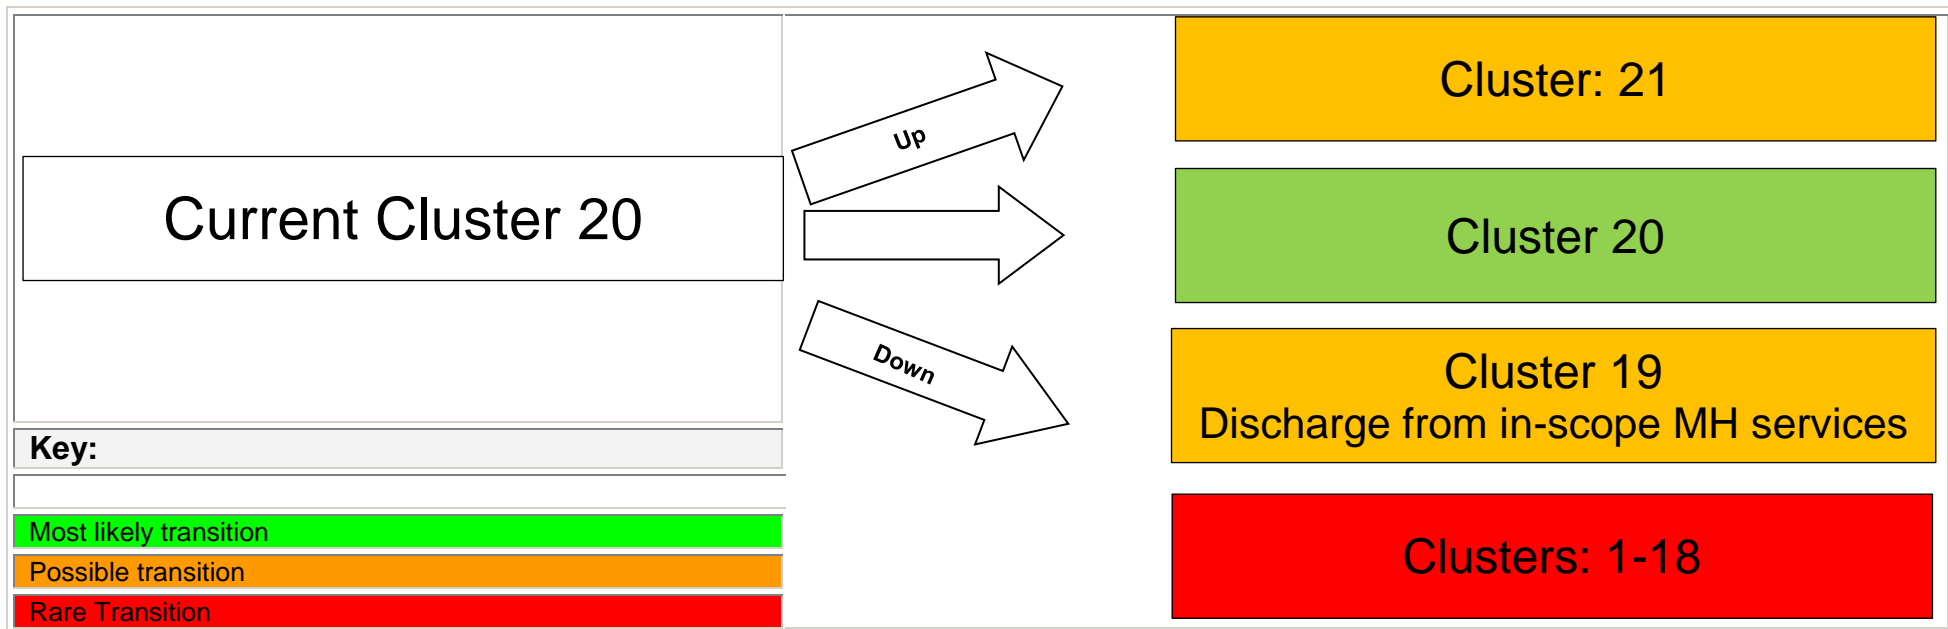 Current Cluster 20
Key:
Most likely transition
Possible transition
Rare Transition
Up
Down
Cluster: 21
Cluster 20
Cluster 19
Discharge from in-scope MH services
Clusters: 1-18